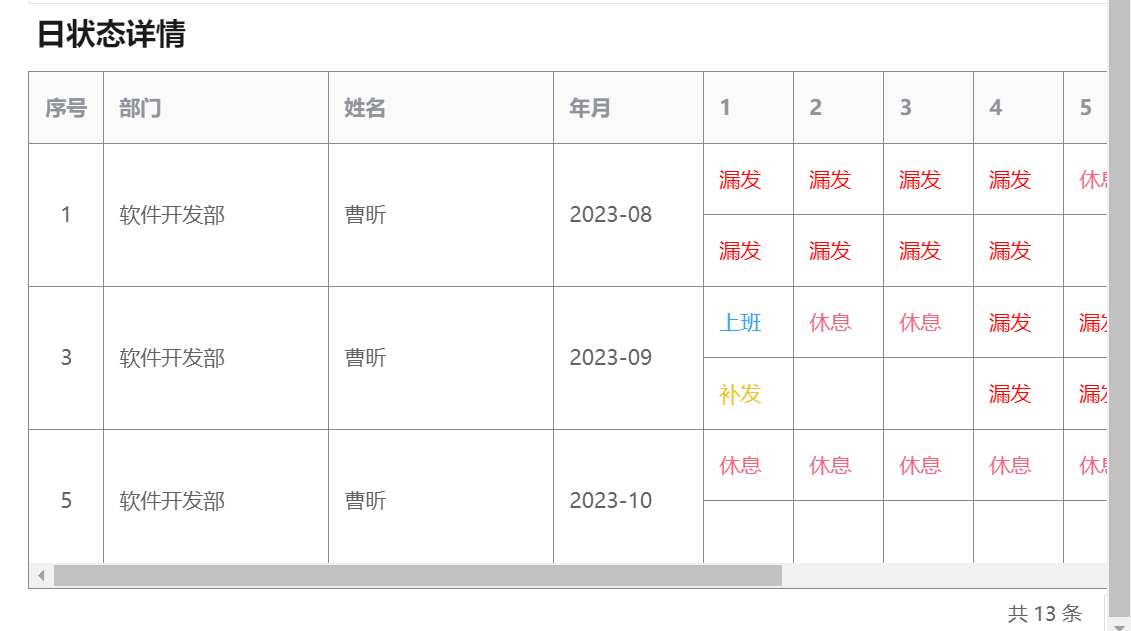 日状态详情
序号 部门 姓名 年月 1 2 3 4 5
漏发 漏发 漏发 漏发 休息
1 软件开发部 曹昕 2023-08
漏发 漏发 漏发 漏发
上班 休息 休息 漏发 漏发
3 软件开发部 曹昕 2023-09
补发 漏发 漏发
休息 休息 休息 休息 休息
5 软件开发部 曹昕 2023-10
共 13 条